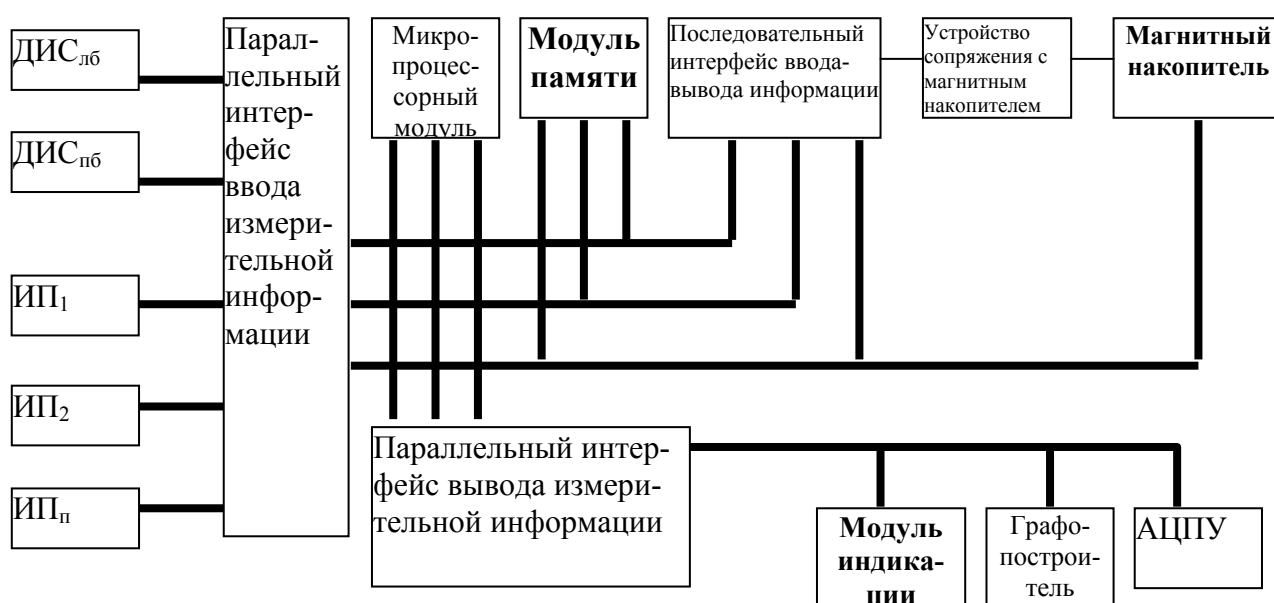 ДИСлб
ДИСпб
ИП1
ИП2
ИПп
Парал-
лельный
интер-
фейс
ввода
измери-
тельной
инфор-
мации
Микро-
процес-
сорный
модуль
Модуль
памяти
Последовательный
интерфейс ввода-
вывода информации
Устройство
сопряжения с
магнитным
накопителем
Магнитный
накопитель
Параллельный интер-
фейс вывода измери-
тельной информации
Модуль
индика-
ции
Графо-
построи-
тель
АЦПУ